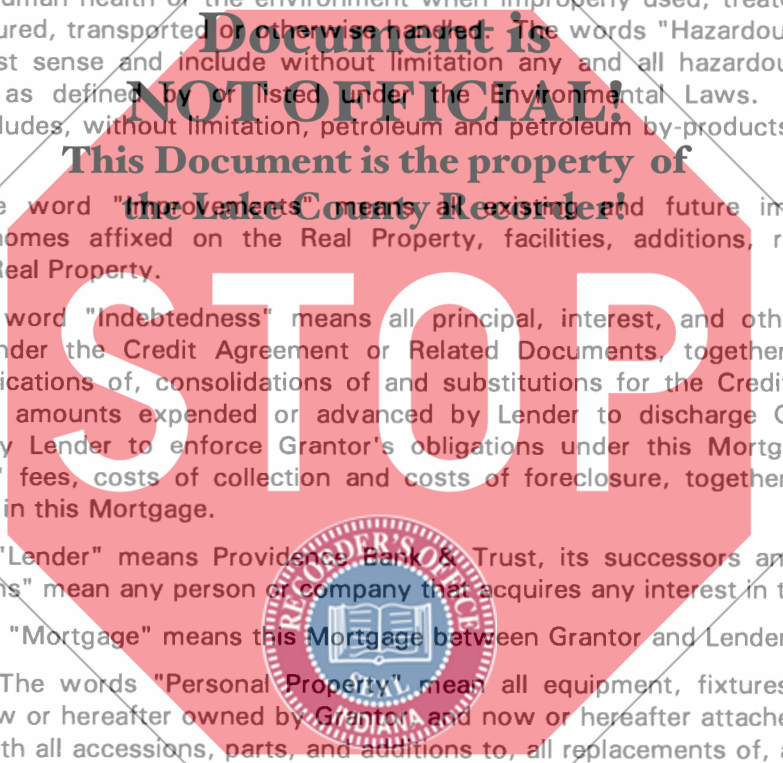 human health or the environment when improperly used, treat
ured, transported or otherwise handled. The words "Hazardou
st sense and include without limitation any and all hazardou
as defined by or listed under the Environmental Laws.
ludes, without limitation, petroleum and petroleum by-products
Document is
NOT OFFICIAL!
This Document is the property of
the Lake County Recorder!
e word "Improvements" means all existing and future im
omes affixed on the Real Property, facilities, additions, r
Real Property.
STOP
word "Indebtedness" means all principal, interest, and oth
nder the Credit Agreement or Related Documents, together
ications of, consolidations of and substitutions for the Credi
amounts expended or advanced by Lender to discharge G
y Lender to enforce Grantor's obligations under this Mortg
' fees, costs of collection and costs of foreclosure, together
in this Mortgage.
"Lender" means Providence Bank & Trust, its successors an
ns" mean any person or company that acquires any interest in t
"Mortgage" means this Mortgage between Grantor and Lender
The words "Personal Property" mean all equipment, fixtures
w or hereafter owned by Grantor, and now or hereafter attache
th all accessions, parts, and additions to, all replacements of, a
RECORDER'S OFFICE
SEAL
INDIANA